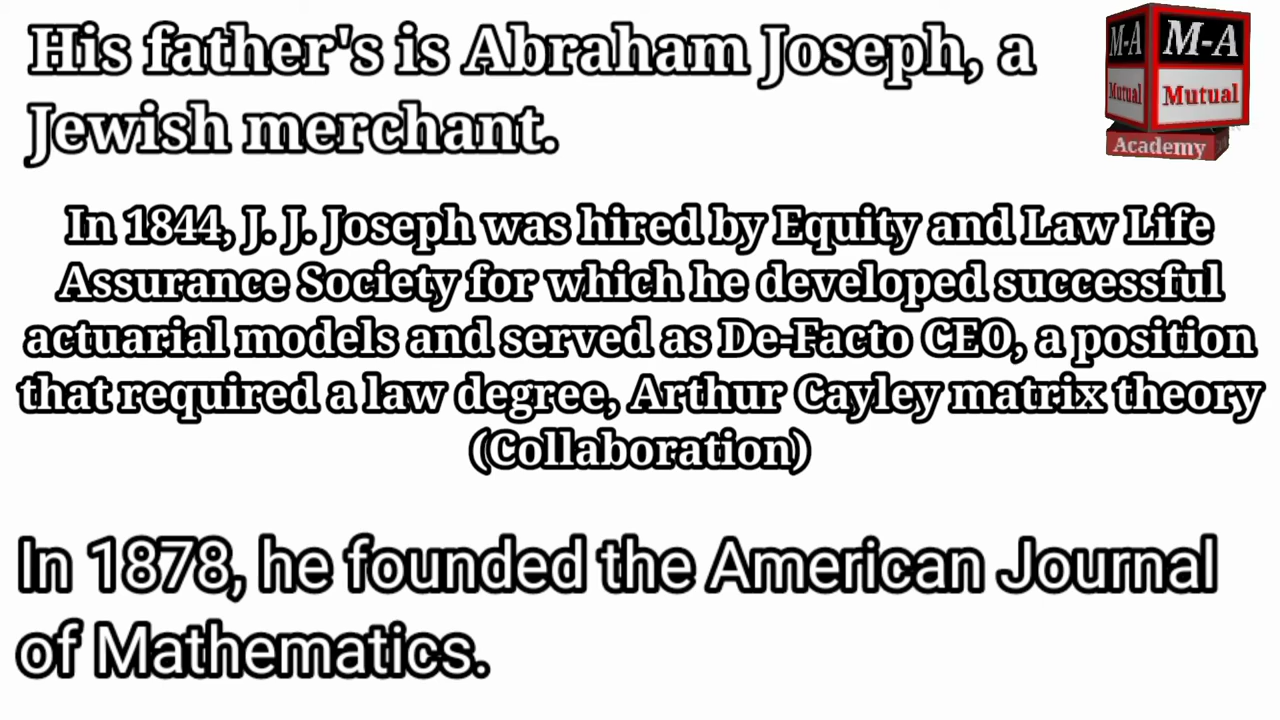 His father's is Abraham Joseph, a
Jewish merchant.
M-A
M-A
Mutual
Mutual
Academy
In 1844, J. J. Joseph was hired by Equity and Law Life
Assurance Society for which he developed successful
actuarial models and served as De-Facto CEO, a position
that required a law degree, Arthur Cayley matrix theory
(Collaboration)
In 1878, he founded the American Journal
of Mathematics.